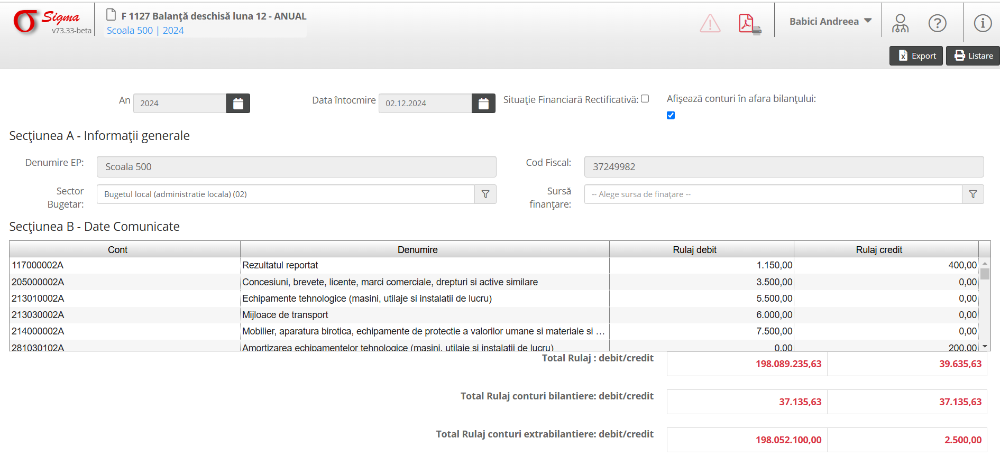 Sigma
v73.33-beta
F 1127 Balanţă deschisă luna 12 - ANUAL
Scoala 500 | 2024
Babici Andreea
Export
Listare
An
2024
Data întocmire
02.12.2024
Situaţie Financiară Rectificativă:
Afişează conturi în afara bilanţului:
Secţiunea A - Informaţii generale
Denumire EP:
Scoala 500
Cod Fiscal:
37249982
Sector
Bugetar:
Bugetul local (administratie locala) (02)
Sursă
finanţare:
-- Alege sursa de finaţare --
Secţiunea B - Date Comunicate
Cont Denumire Rulaj debit Rulaj credit
117000002A Rezultatul reportat 1.150,00 400,00
205000002A Concesiuni, brevete, licente, marci comerciale, drepturi si active similare 3.500,00 0,00
213010002A Echipamente tehnologice (masini, utilaje si instalatii de lucru) 5.500,00 0,00
213030002A Mijloace de transport 6.000,00 0,00
214000002A Mobilier, aparatura birotica, echipamente de protectie a valorilor umane si materiale si ... 7.500,00 0,00
281030102A Amortizarea echipamentelor tehnologice (masini, utilaje si instalatii de lucru) 0,00 200,00
Total Rulaj : debit/credit 198.089.235,63 39.635,63
Total Rulaj conturi bilantiere: debit/credit 37.135,63 37.135,63
Total Rulaj conturi extrabilantiere: debit/credit 198.052.100,00 2.500,00